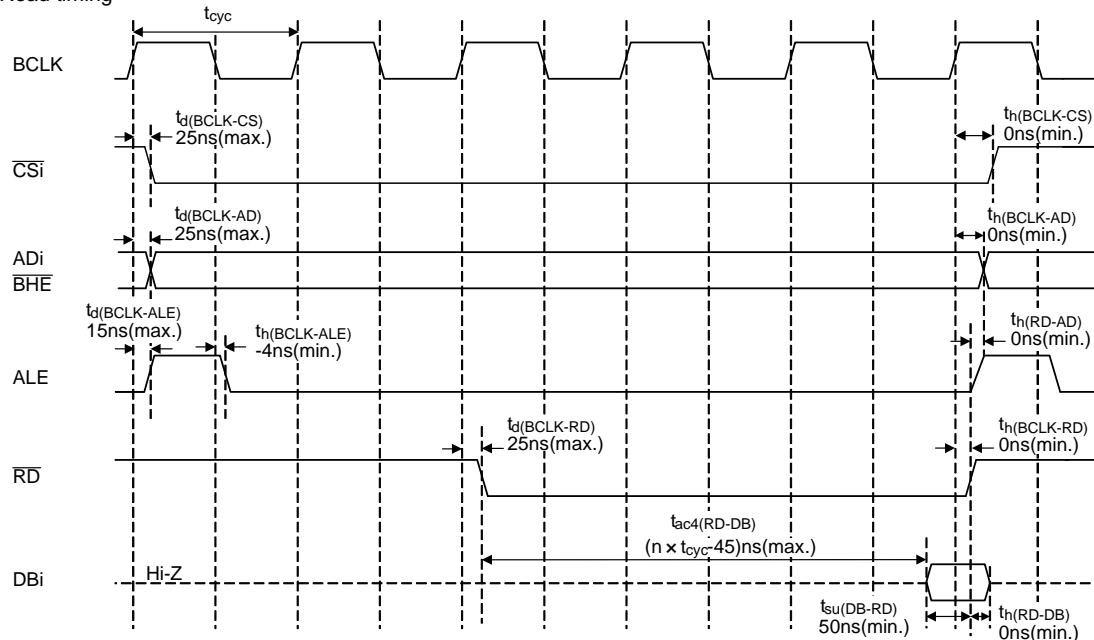 Read timing
tcyc
BCLK
td(BCLK-CS)
25ns(max.)
th(BCLK-CS)
0ns(min.)
CSi
td(BCLK-AD)
25ns(max.)
th(BCLK-AD)
0ns(min.)
ADi
BHE
td(BCLK-ALE)
15ns(max.)
th(BCLK-ALE)
-4ns(min.)
th(RD-AD)
0ns(min.)
ALE
td(BCLK-RD)
25ns(max.)
th(BCLK-RD)
0ns(min.)
RD
tac4(RD-DB)
(n × tcyc-45)ns(max.)
Hi-Z
DBi
tsu(DB-RD)
50ns(min.)
th(RD-DB)
0ns(min.)